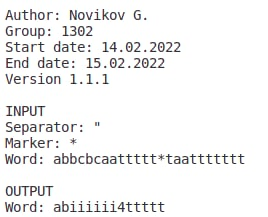 Author: Novikov G.
Group: 1302
Start date: 14.02.2022
End date: 15.02.2022
Version 1.1.1

INPUT
Separator: "
Marker: *
Word: abbcbcaattttt*taattttttt

OUTPUT
Word: abiiiiii4ttttt